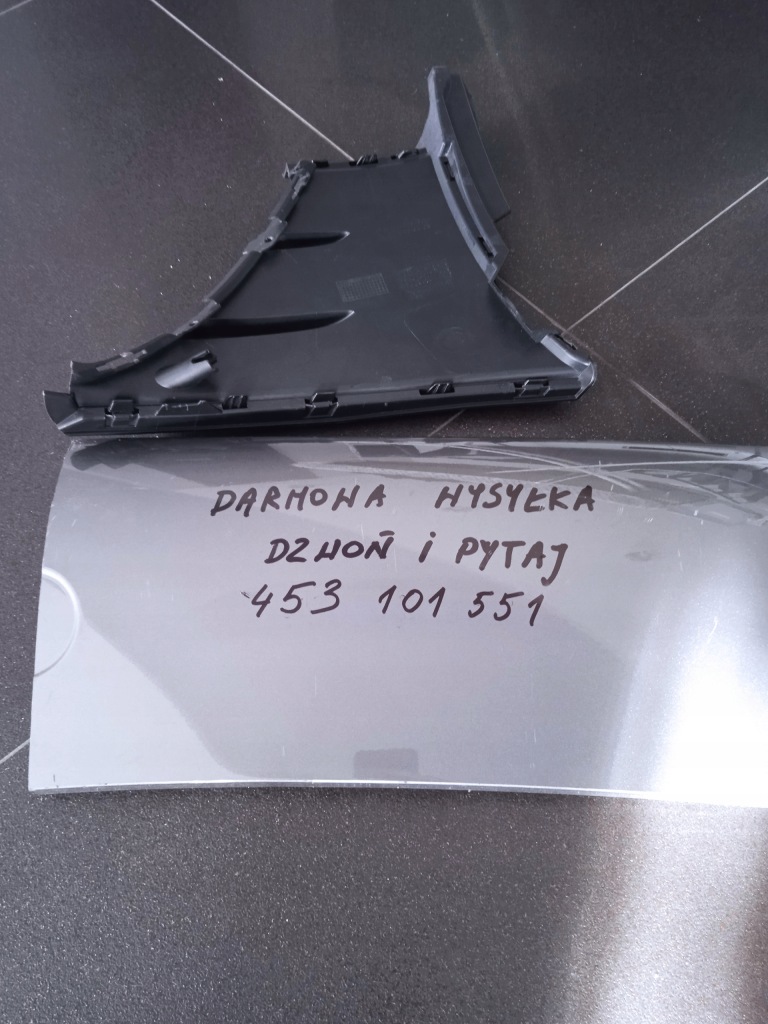 DARMOWA WYSYŁKA
DZWOŃ i PYTAJ
453 101 551